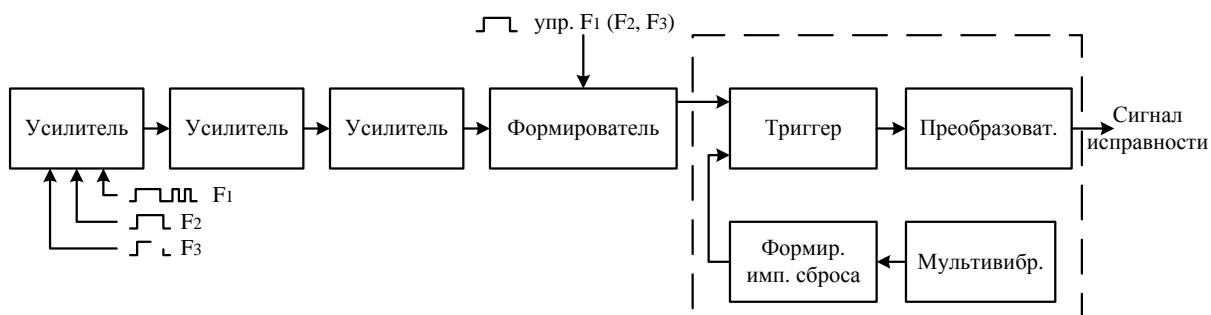 упр. F1 (F2, F3)
Усилитель
Усилитель
Усилитель
Формирователь
Триггер
Преобразоват.
Сигнал
исправности
F1
F2
F3
Формир.
имп. сброса
Мультивибр.